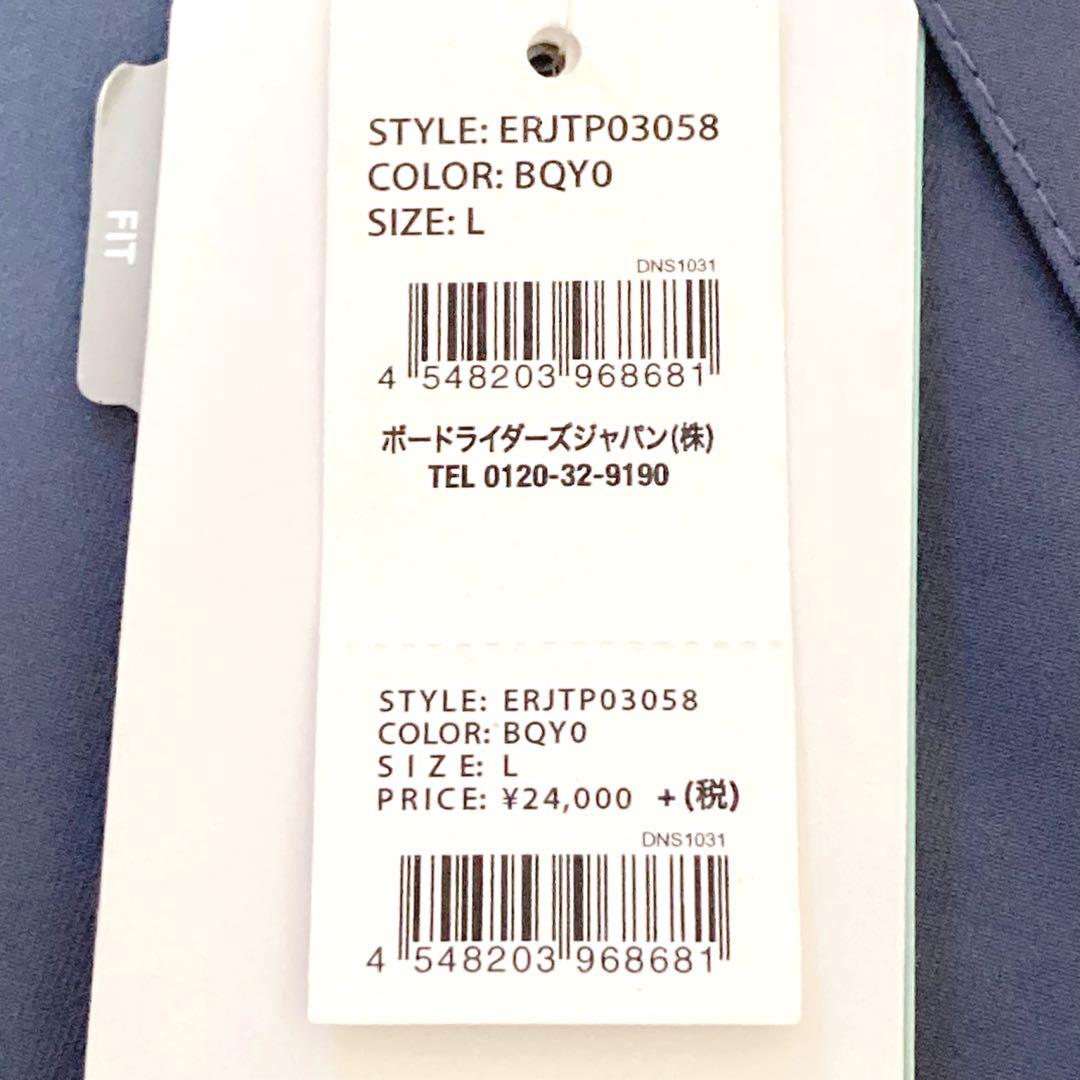 FIT
STYLE: ERJTP03058
COLOR: BQY0
SIZE: L
DNS1031
4 548203 968681
ボードライダーズジャパン(株)
TEL 0120-32-9190
STYLE: ERJTP03058
COLOR: BQY0
SIZE: L
PRICE: ¥24,000 +(税)
DNS1031
4 548203 968681